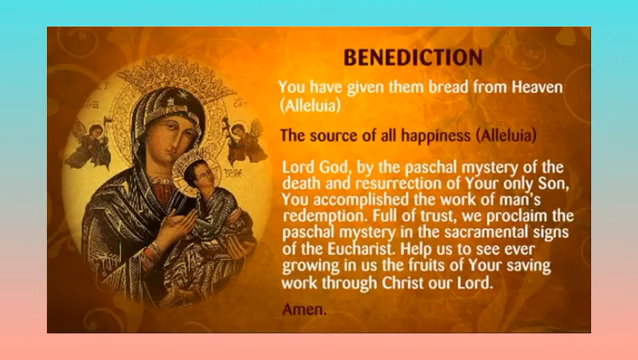 BENEDICTION
You have given them bread from Heaven
(Alleluia)
The source of all happiness (Alleluia)
Lord God, by the paschal mystery of the
death and resurrection of Your only Son,
You accomplished the work of man's
redemption. Full of trust, we proclaim the
paschal mystery in the sacramental signs
of the Eucharist. Help us to see ever
growing in us the fruits of Your saving
work through Christ our Lord.
Amen.